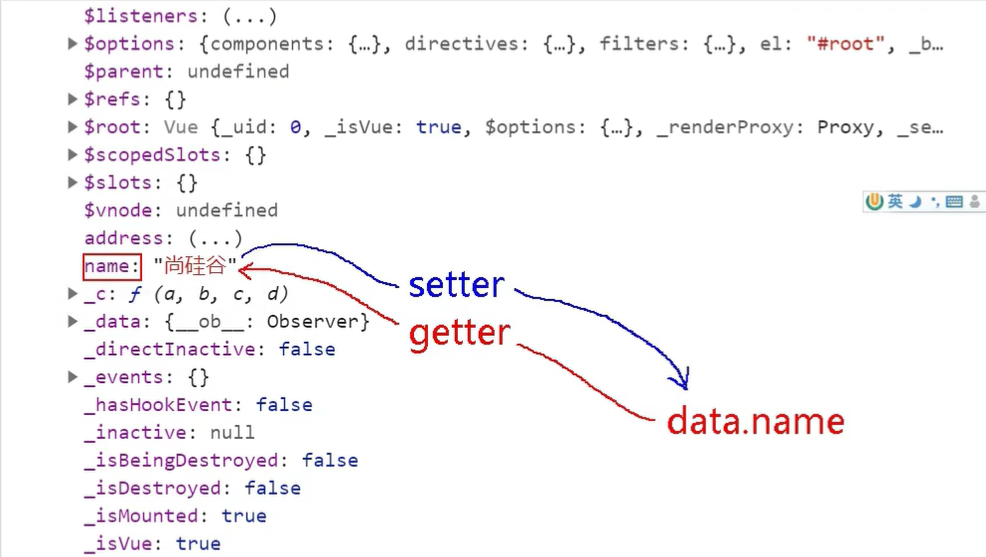 $listeners: (...)
$options: {components: {…}, directives: {…}, filters: {…}, el: "#root", _b…
$parent: undefined
$refs: {}
$root: Vue {_uid: 0, _isVue: true, $options: {…}, _renderProxy: Proxy, _se…
$scopedSlots: {}
$slots: {}
$vnode: undefined
英
address: (...)
name: "尚硅谷"
setter
_c: ƒ (a, b, c, d)
_data: {__ob__: Observer}
getter
_directInactive: false
_events: {}
_hasHookEvent: false
data.name
_inactive: null
_isBeingDestroyed: false
_isDestroyed: false
_isMounted: true
_isVue: true